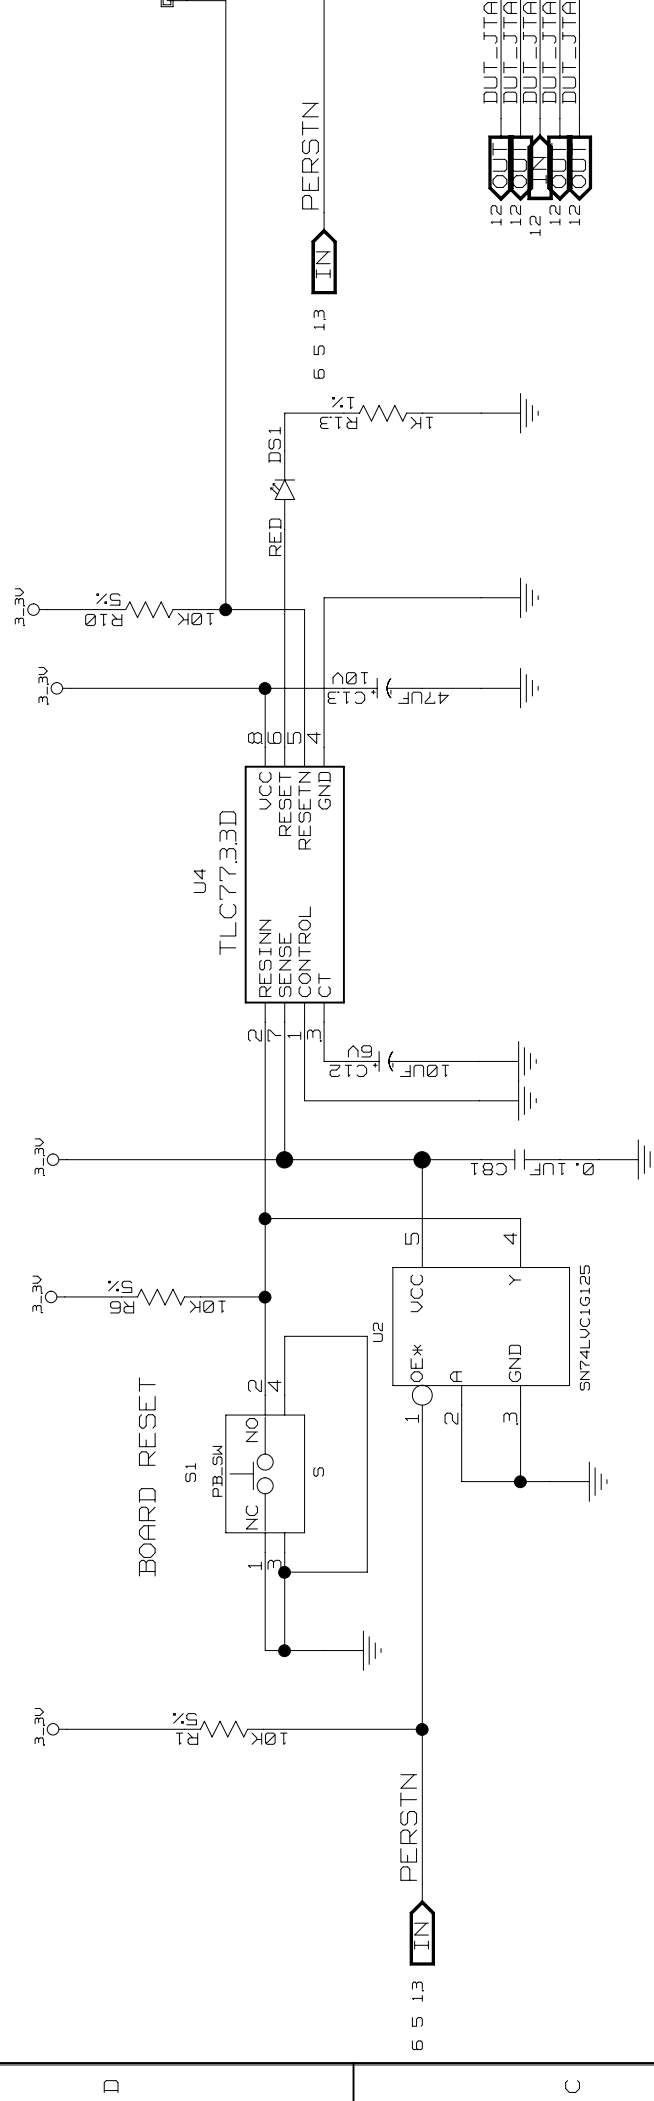 PERSTN
IN
6 5 13
DUT_JTA
DUT_JTA
DUT_JTA
DUT_JTA
DUT_JTA
OUT
OUT
IN
OUT
OUT
12
12
12
12
12
DS1
RED
R13
1%
1K
3_3V
R10
5%
10K
3_3V
C13
10V
47UF
8
6
5
4
VCC
RESET
RESETN
GND
U4
TLC7733D
RESINN
SENSE
CONTROL
CT
2
7
1
3
C12
6V
10UF
3_3V
C81
0.1UF
3_3V
R6
5%
10K
5
4
VCC
Y
U2
SN74LVC1G125
OE*
A
GND
1
2
3
BOARD RESET
S1
PB_SW
2
4
NO
NC
S
1
3
3_3V
R1
5%
10K
PERSTN
IN
6 5 13
D
C